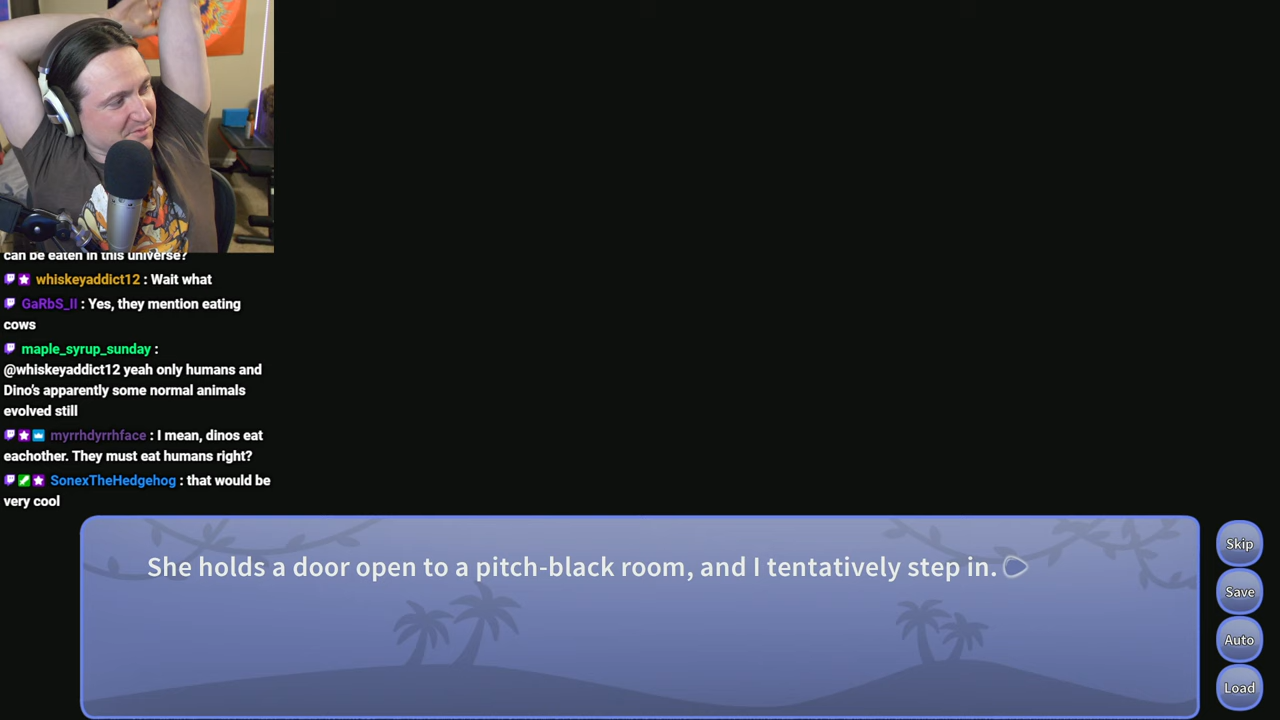 can be eaten in this universe?
whiskeyaddict12 : Wait what
GaRbS_II : Yes, they mention eating
cows
maple_syrup_sunday :
@whiskeyaddict12 yeah only humans and
Dino's apparently some normal animals
evolved still
myrrhdyrrhface : I mean, dinos eat
eachother. They must eat humans right?
SonexTheHedgehog : that would be
very cool
She holds a door open to a pitch-black room, and I tentatively step in.
Skip
Save
Auto
Load